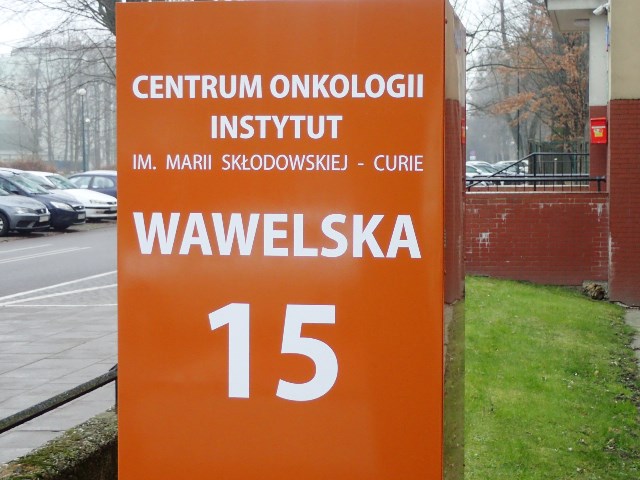 CENTRUM ONKOLOGII
INSTYTUT
IM. MARII SKŁODOWSKIEJ - CURIE
WAWELSKA
15